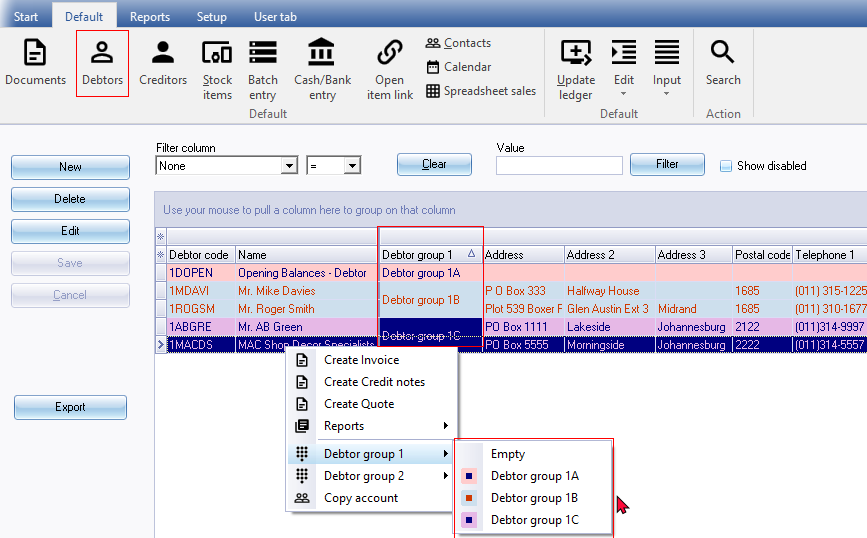 Start Default Reports Setup User tab
Documents Debtors Creditors Stock items Batch entry Cash/Bank entry Open item link
Contacts
Calendar
Spreadsheet sales
Update ledger Edit Input Search
Default Default Action
Filter column Value
None = Clear Filter Show disabled
New
Delete
Edit
Save
Cancel
Export
Use your mouse to pull a column here to group on that column
Debtor code Name Debtor group 1 Address Address 2 Address 3 Postal code Telephone 1
1DOPEN Opening Balances - Debtor Debtor group 1A
1MDAVI Mr. Mike Davies P O Box 333 Halfway House 1685 (011) 315-1225
Debtor group 1B
1ROGSM Mr. Roger Smith Plot 539 Boxer F Glen Austin Ext 3 Midrand 1685 (011) 310-1677
1ABGRE Mr. AB Green PO Box 1111 Lakeside Johannesburg 2122 (011)314-9997
Debtor group 1C
1MACDS MAC Shop Decor Specialists PO Box 5555 Morningside Johannesburg 2222 (011)314-5557
Create Invoice
Create Credit notes
Create Quote
Reports
Debtor group 1
Debtor group 2
Copy account
Empty
Debtor group 1A
Debtor group 1B
Debtor group 1C